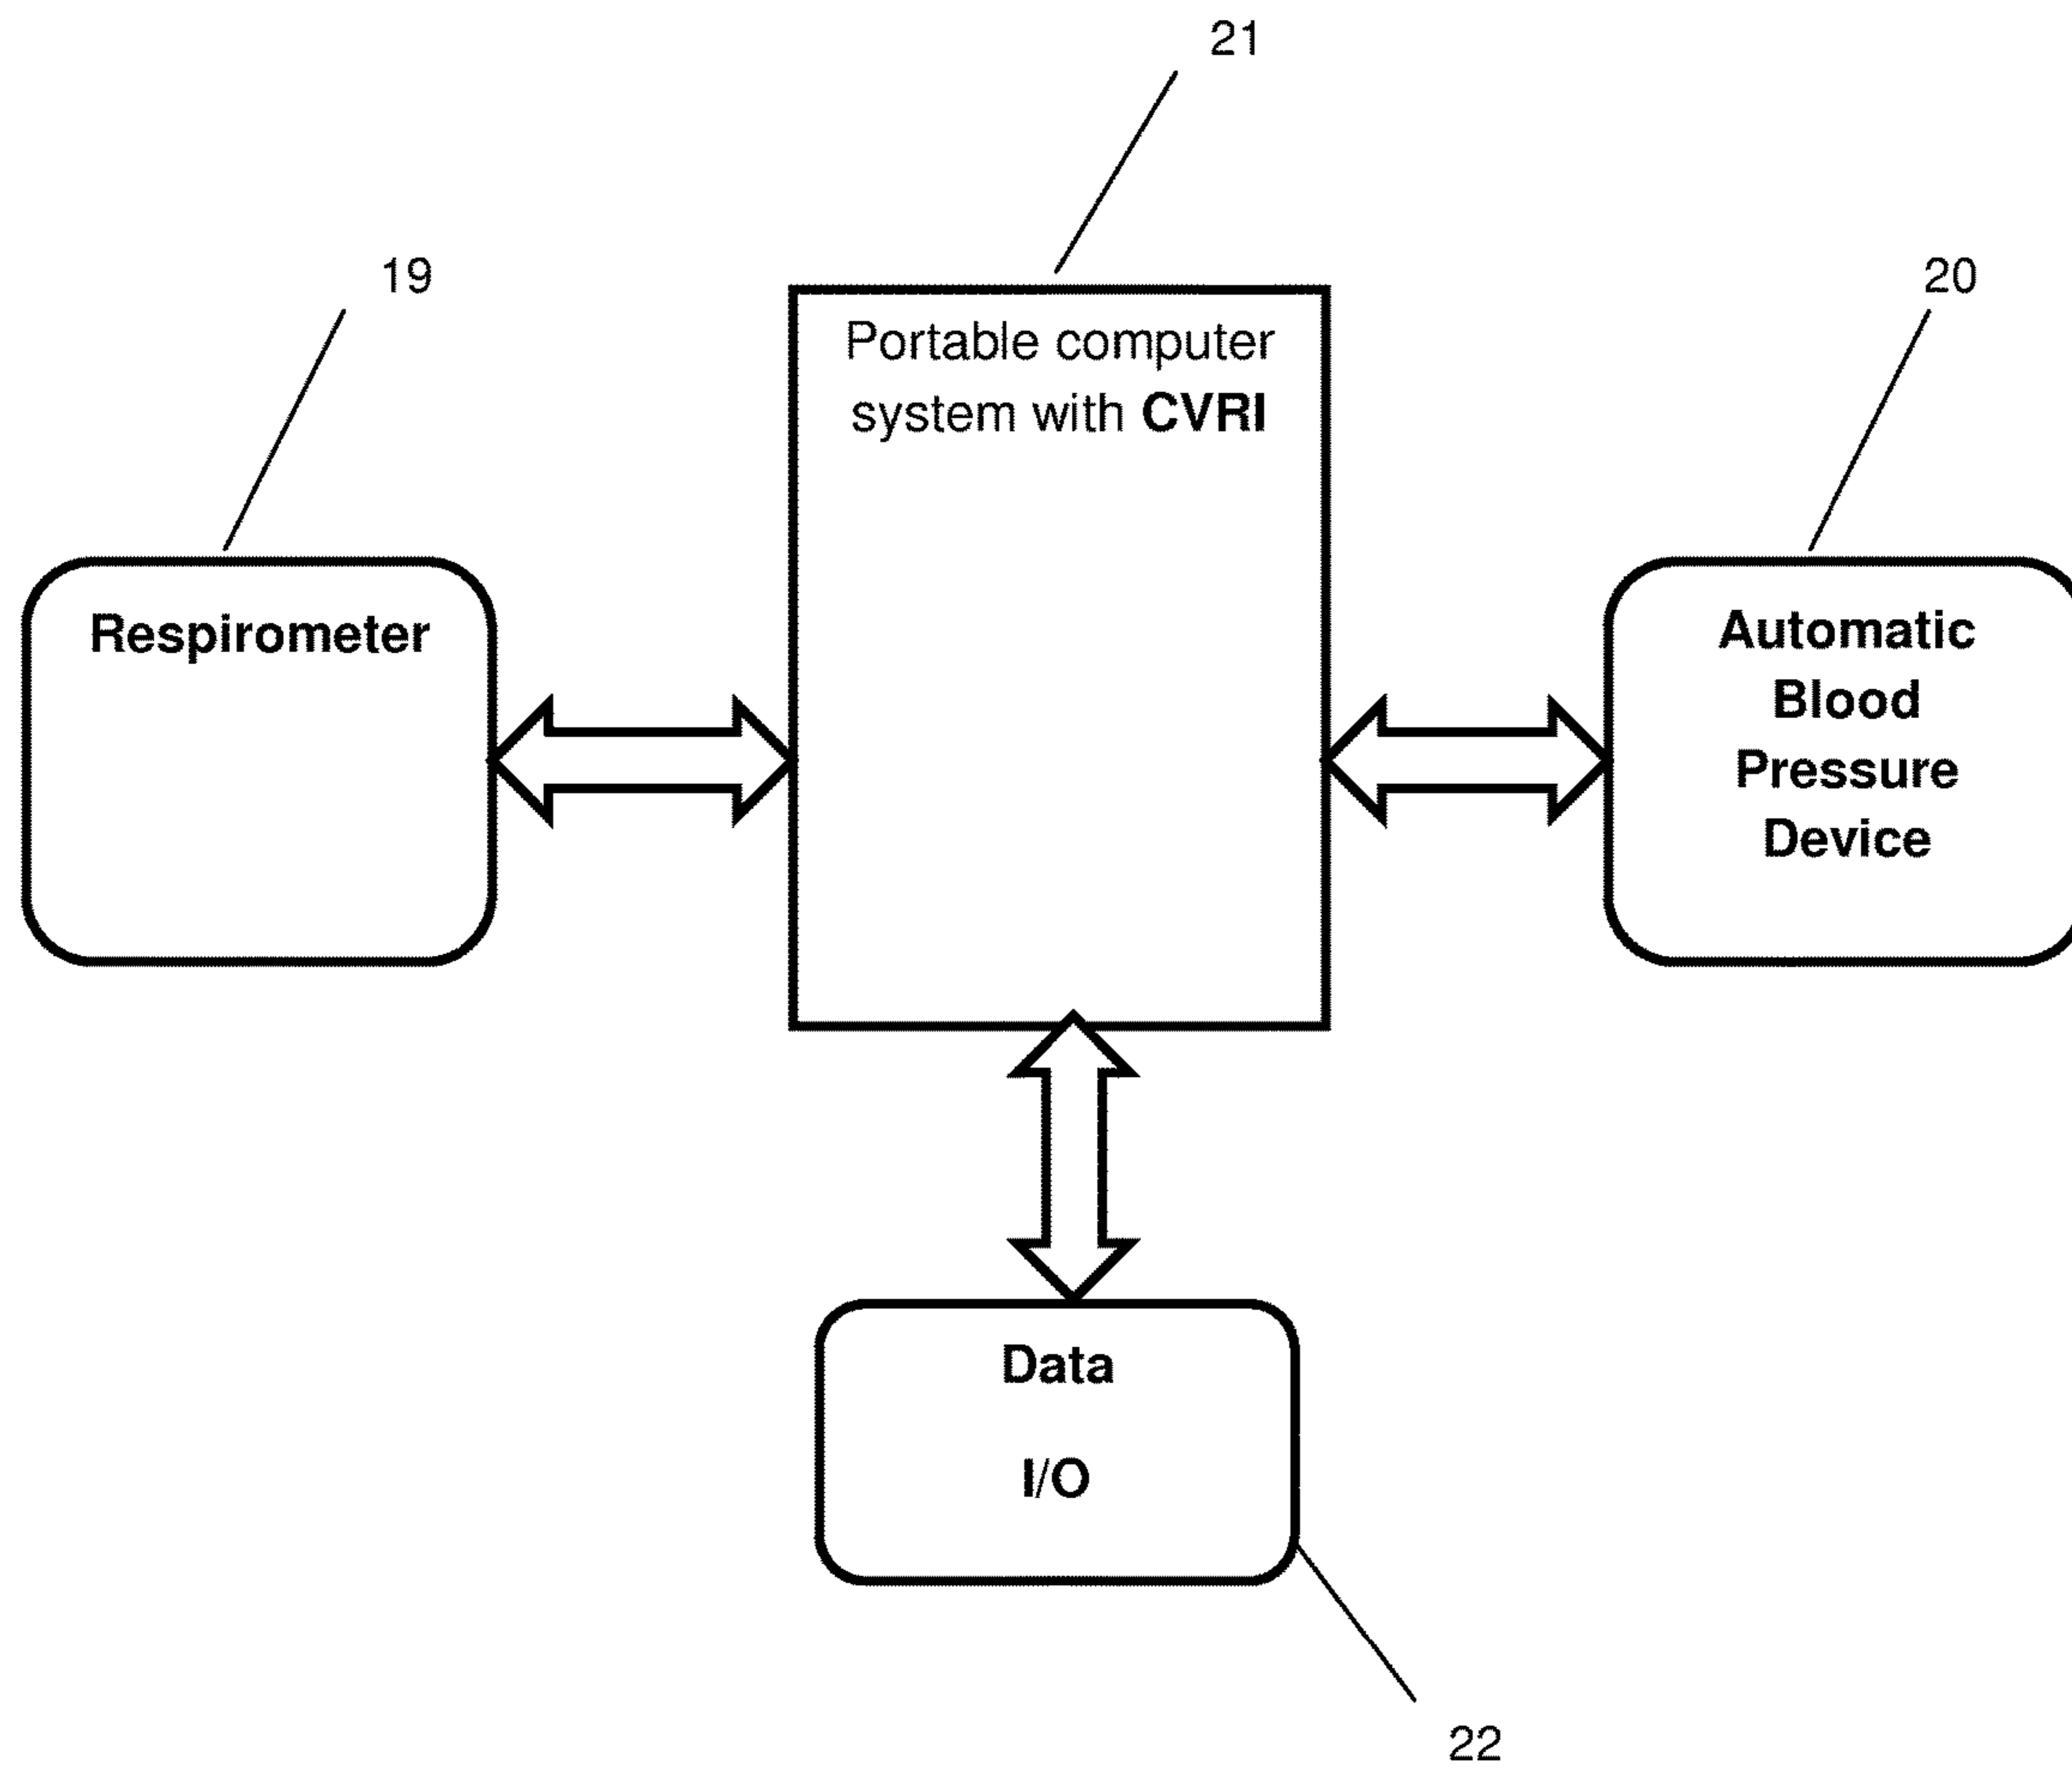 21
19
20
Portable computer
system with CVRI
Respirometer
Automatic
Blood
Pressure
Device
Data
I/O
22